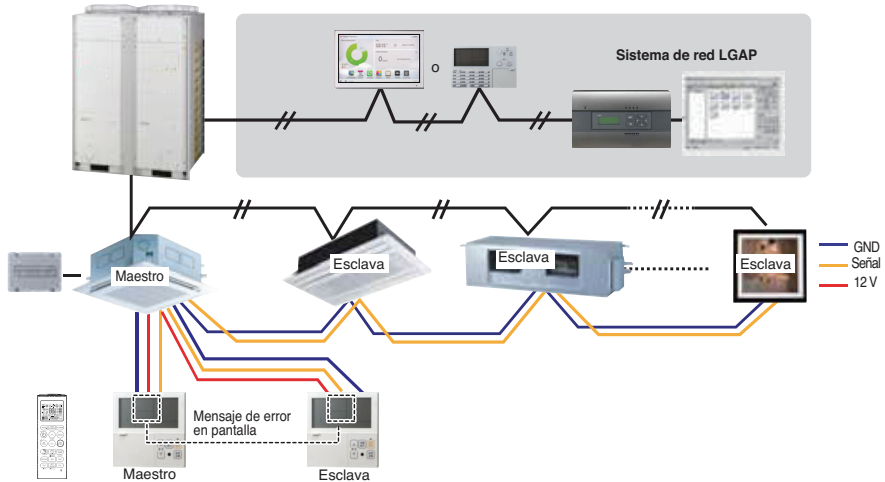 Sistema de red LGAP
o
Maestro
Esclava
Esclava
Esclava
GND
Señal
12 V
Mensaje de error
en pantalla
Maestro
Esclava